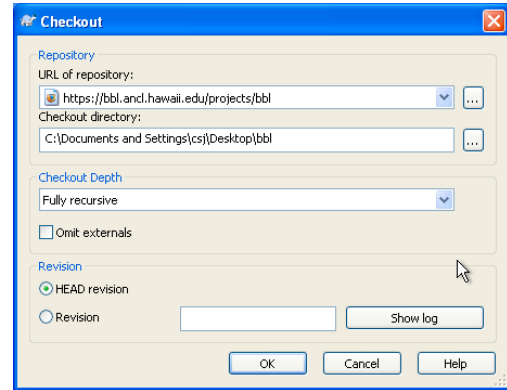 Checkout
Repository
URL of repository:
https://bbl.ancl.hawaii.edu/projects/bbl
...
Checkout directory:
C:\Documents and Settings\csj\Desktop\bbl
...
Checkout Depth
Fully recursive
Omit externals
Revision
HEAD revision
Revision
Show log
OK Cancel Help